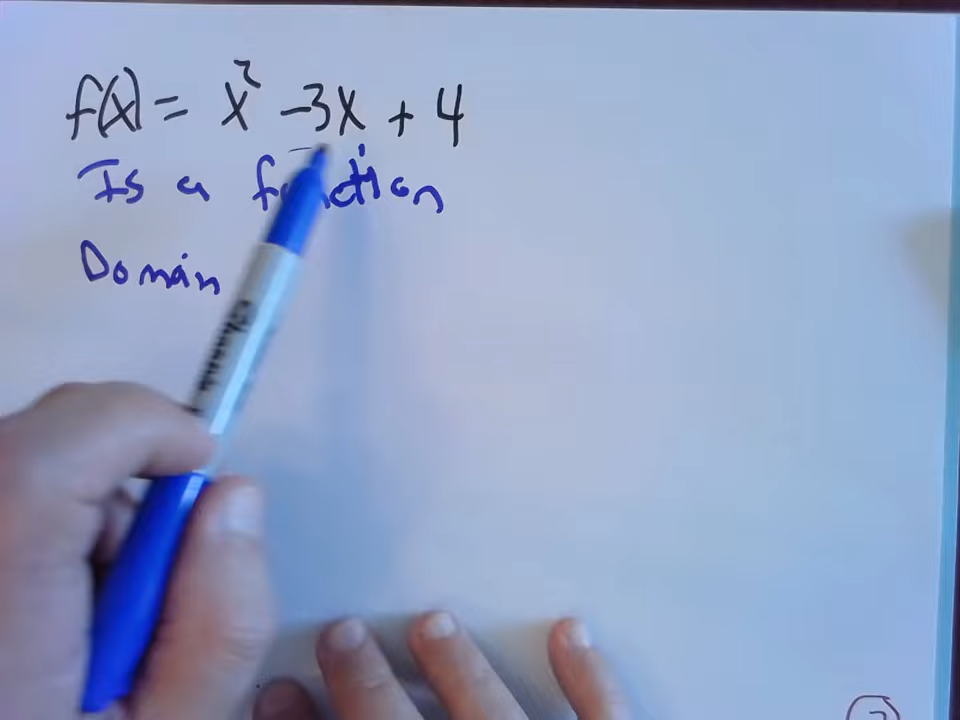 f(x) = x² - 3x + 4
Is a function
Domain